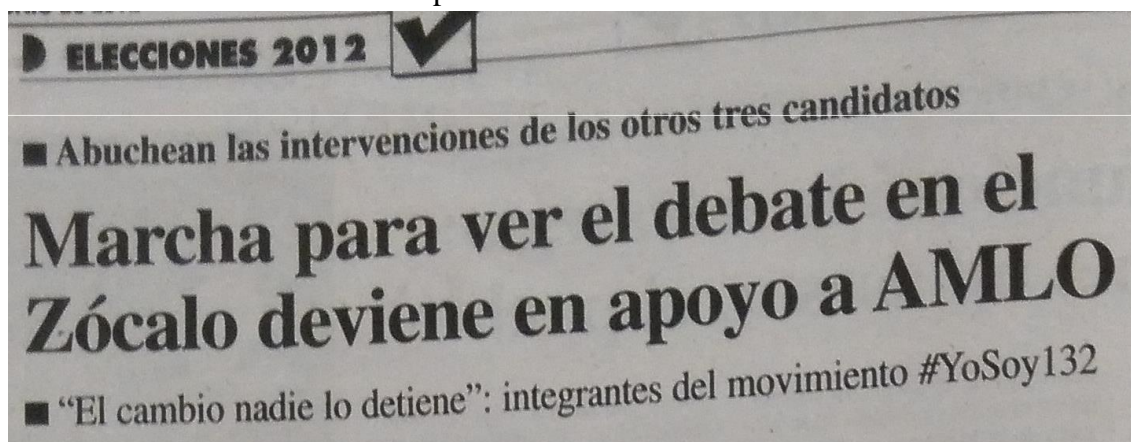 ELECCIONES 2012
■ Abuchean las intervenciones de los otros tres candidatos
Marcha para ver el debate en el
Zócalo deviene en apoyo a AMLO
■ “El cambio nadie lo detiene”: integrantes del movimiento #YoSoy132